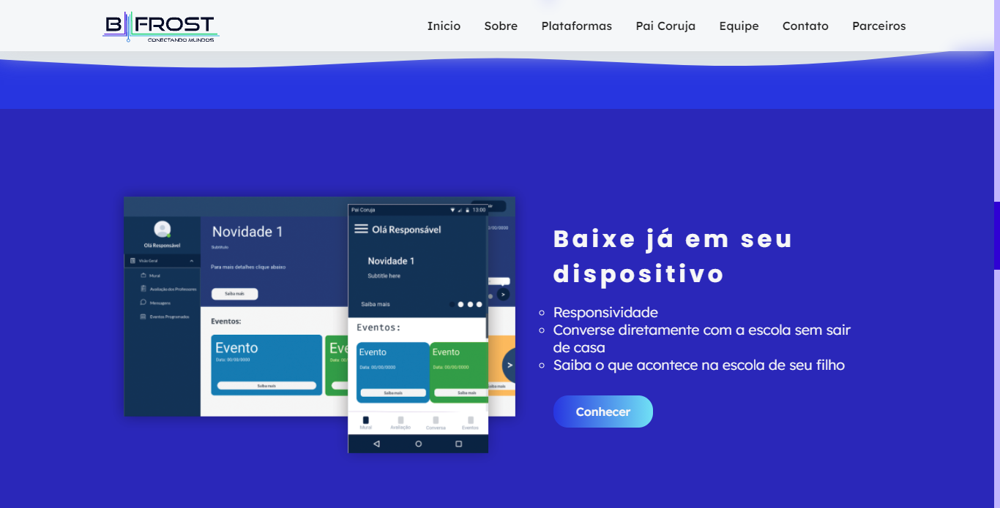 BIFROST
CONECTANDO MUNDOS
Inicio Sobre Plataformas Pai Coruja Equipe Contato Parceiros
Olá Responsável
Visão Geral
Mural
Avaliação dos Professores
Mensagens
Eventos Programados
Novidade 1
Subtitulo
Para mais detalhes clique abaixo
Saiba mais
00/0000
>
Eventos:
Evento
Data: 00/00/0000
Saiba mais
>
Pai Coruja 13:00
Olá Responsável
Novidade 1
Subtitle here
Saiba mais
Eventos:
Evento Evento
Data: 00/00/0000 Data: 00/00/0000
Saiba mais Saiba mais
Mural Avaliação Conversa Eventos
Baixe já em seu
dispositivo
Responsividade
Converse diretamente com a escola sem sair
de casa
Saiba o que acontece na escola de seu filho
Conhecer